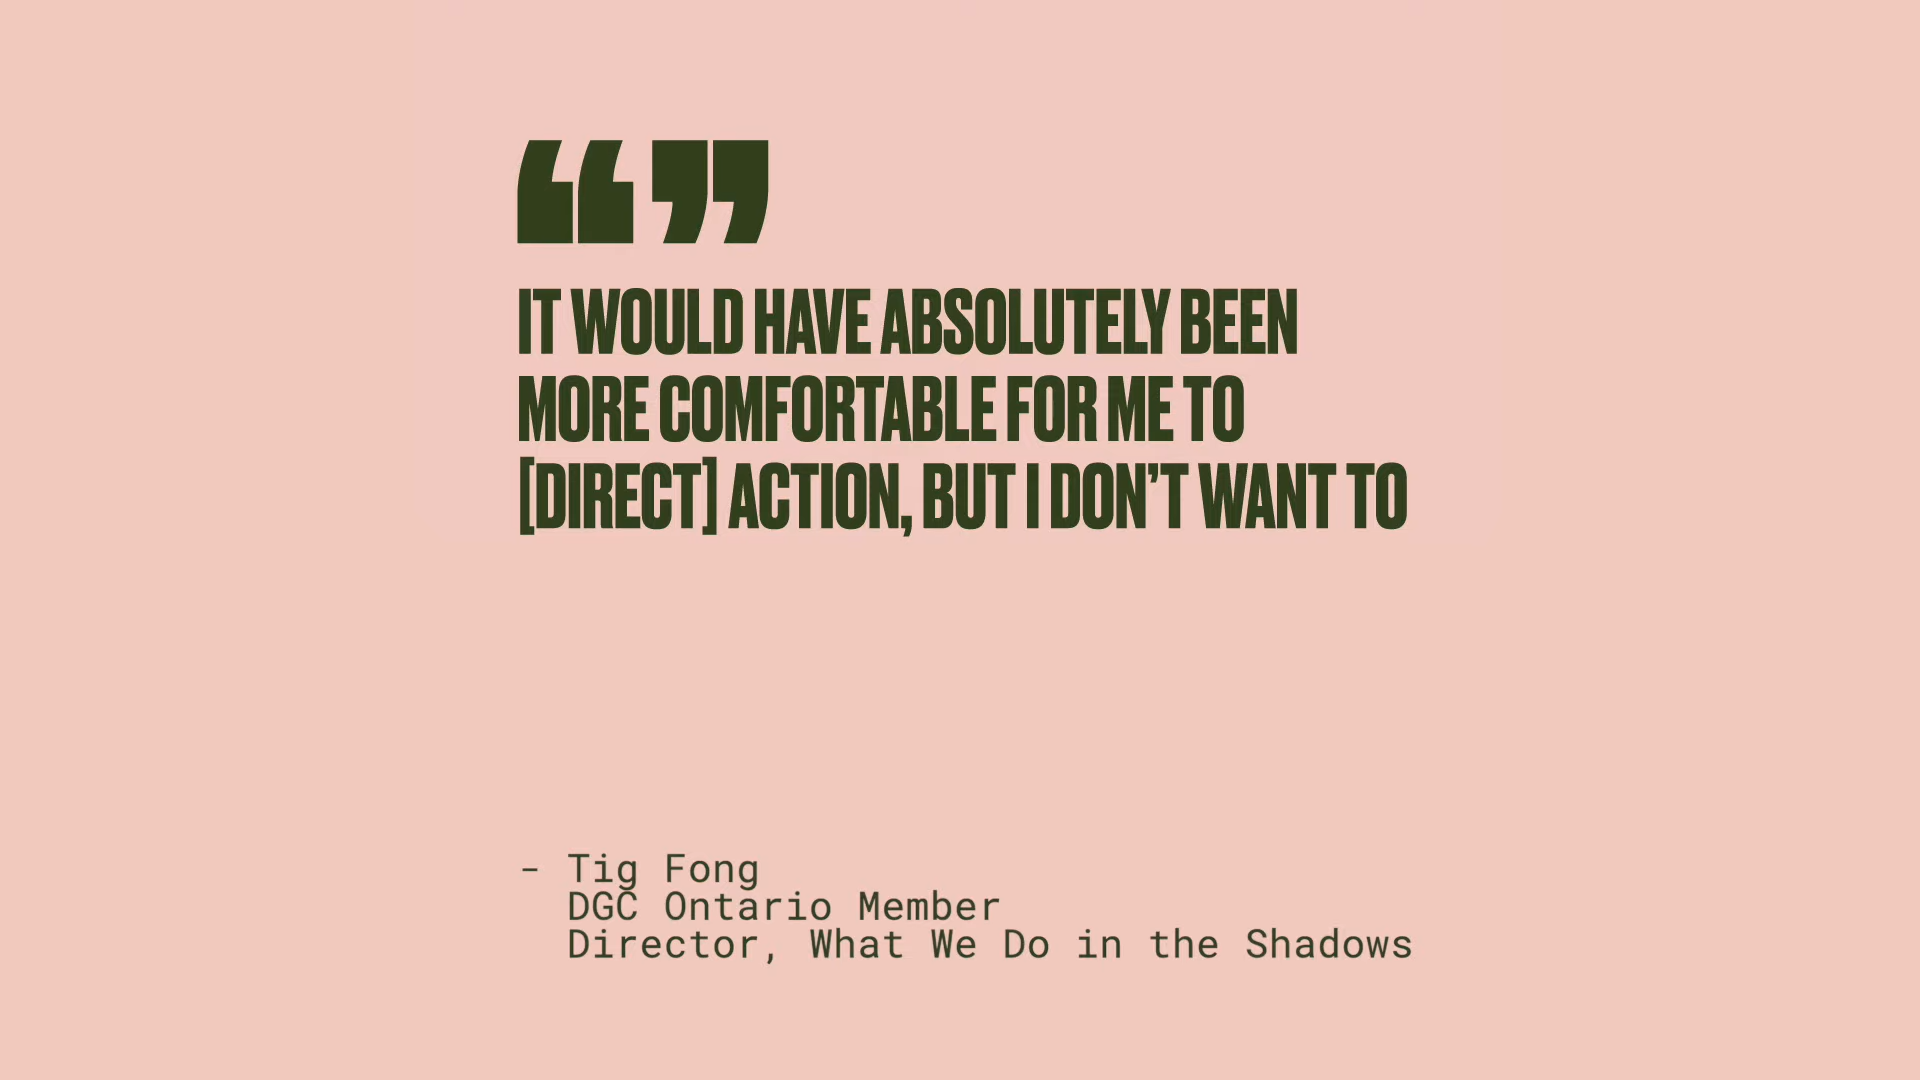 “”
IT WOULD HAVE ABSOLUTELY BEEN
MORE COMFORTABLE FOR ME TO
[DIRECT] ACTION, BUT I DON’T WANT TO
- Tig Fong
DGC Ontario Member
Director, What We Do in the Shadows